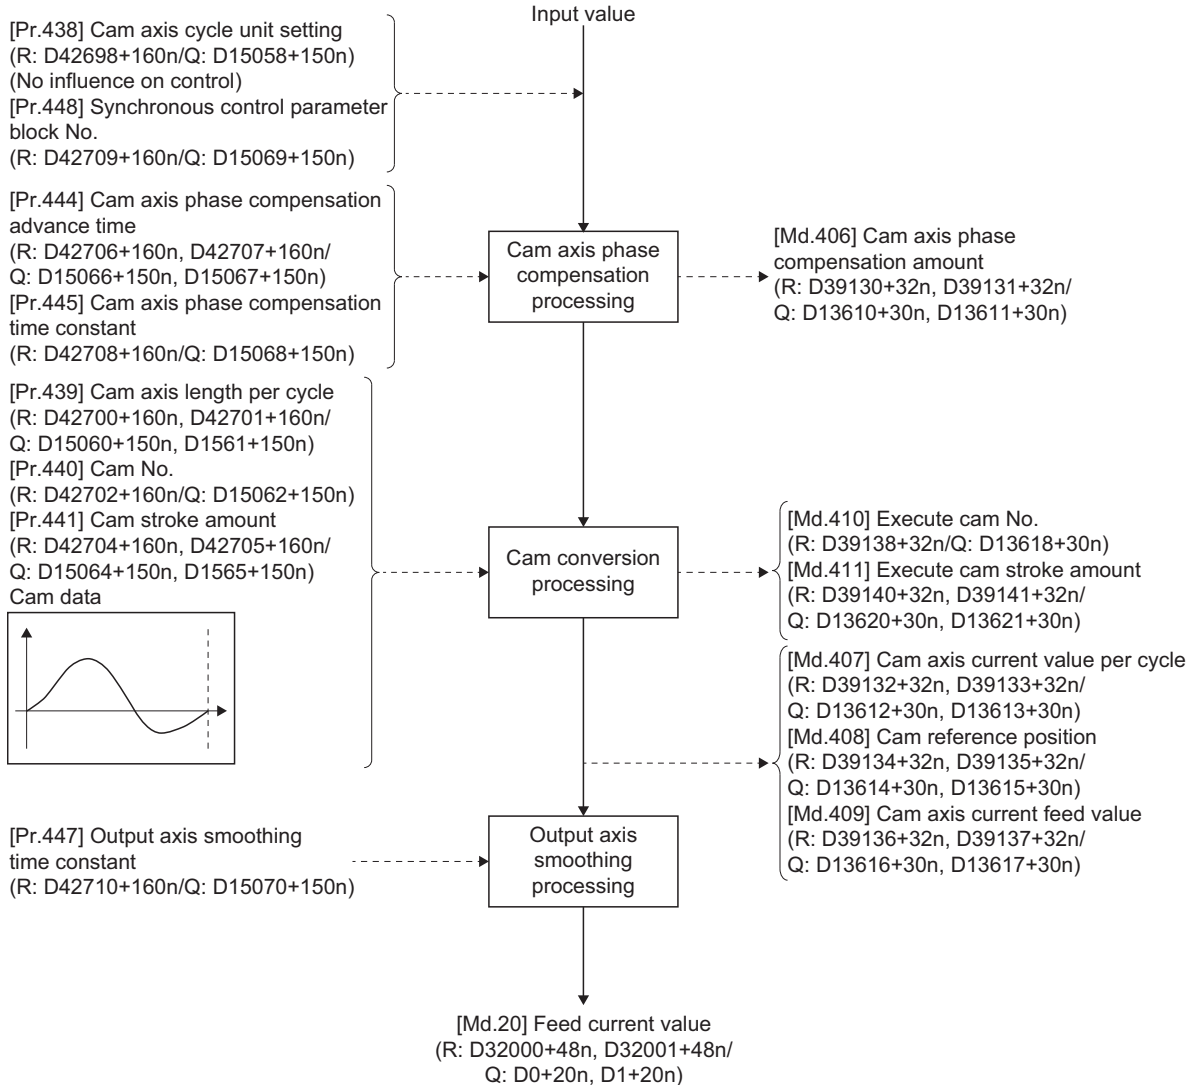 Input value
[Pr.438] Cam axis cycle unit setting
(R: D42698+160n/Q: D15058+150n)
(No influence on control)
[Pr.448] Synchronous control parameter
block No.
(R: D42709+160n/Q: D15069+150n)
[Pr.444] Cam axis phase compensation
advance time
(R: D42706+160n, D42707+160n/
Q: D15066+150n, D15067+150n)
[Pr.445] Cam axis phase compensation
time constant
(R: D42708+160n/Q: D15068+150n)
Cam axis phase
compensation
processing
[Md.406] Cam axis phase
compensation amount
(R: D39130+32n, D39131+32n/
Q: D13610+30n, D13611+30n)
[Pr.439] Cam axis length per cycle
(R: D42700+160n, D42701+160n/
Q: D15060+150n, D1561+150n)
[Pr.440] Cam No.
(R: D42702+160n/Q: D15062+150n)
[Pr.441] Cam stroke amount
(R: D42704+160n, D42705+160n/
Q: D15064+150n, D1565+150n)
Cam data
Cam conversion
processing
[Md.410] Execute cam No.
(R: D39138+32n/Q: D13618+30n)
[Md.411] Execute cam stroke amount
(R: D39140+32n, D39141+32n/
Q: D13620+30n, D13621+30n)
[Md.407] Cam axis current value per cycle
(R: D39132+32n, D39133+32n/
Q: D13612+30n, D13613+30n)
[Md.408] Cam reference position
(R: D39134+32n, D39135+32n/
Q: D13614+30n, D13615+30n)
[Md.409] Cam axis current feed value
(R: D39136+32n, D39137+32n/
Q: D13616+30n, D13617+30n)
[Pr.447] Output axis smoothing
time constant
(R: D42710+160n/Q: D15070+150n)
Output axis
smoothing
processing
[Md.20] Feed current value
(R: D32000+48n, D32001+48n/
Q: D0+20n, D1+20n)